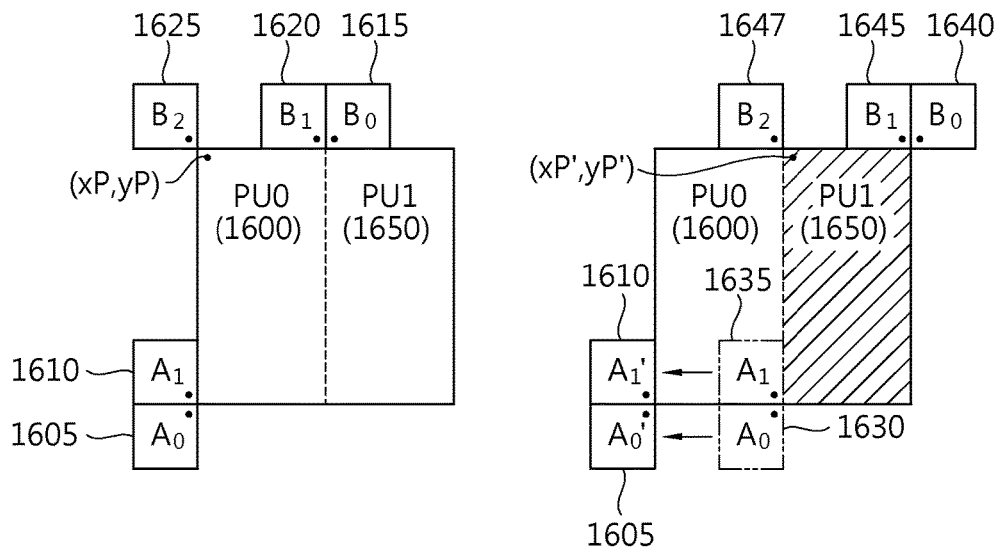 1625 1620 1615 1647 1645 1640
B2 B1 B0 B2 B1 B0
(xP,yP) (xP',yP')
PU0 PU1 PU0 PU1
(1600) (1650) (1600) (1650)
1610 1635
1610 A1 A1' A1
1605 A0 A0' A0 1630
1605